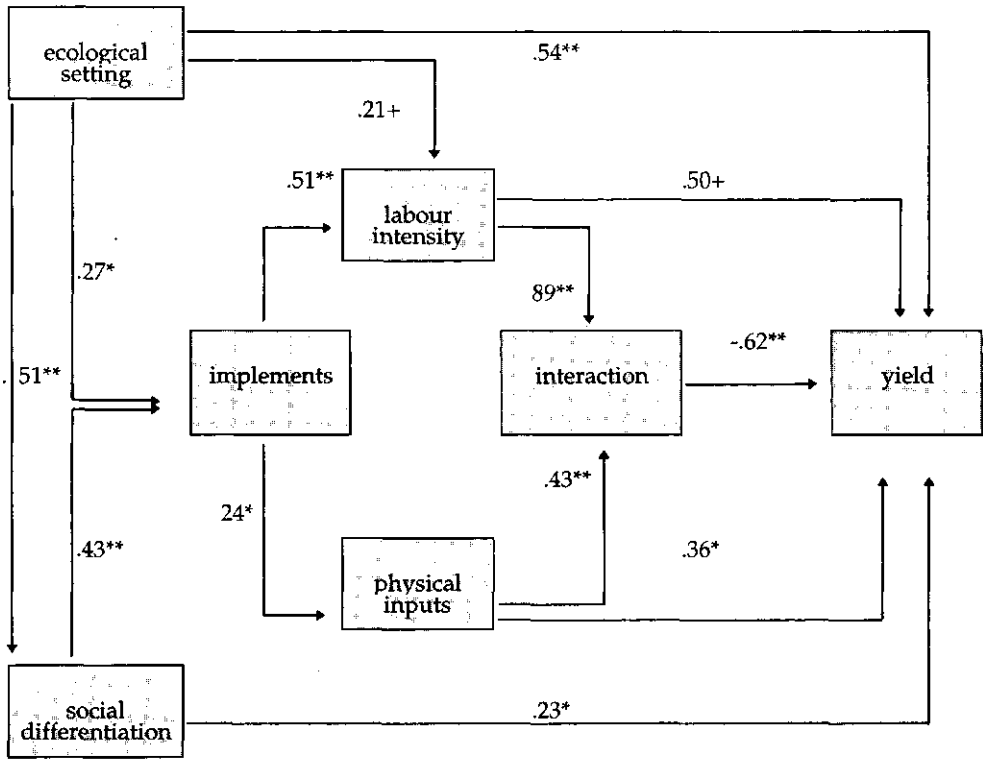 ecological
setting
.54**
.21+
.51**
labour
intensity
.50+
.27*
89**
-.62**
. 51**
implements
interaction
yield
.43**
24*
.43**
.36*
physical
inputs
social
differentiation
.23*